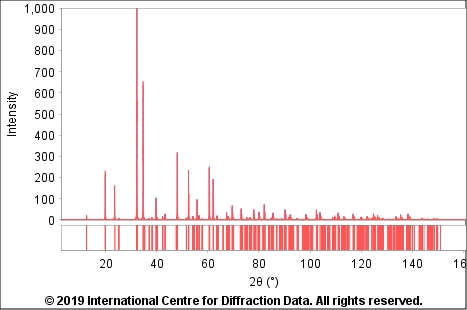 1,000
900
800
700
600
500
400
300
200
100
0
Intensity
20 40 60 80 100 120 140 16
2θ (°)
© 2019 International Centre for Diffraction Data. All rights reserved.